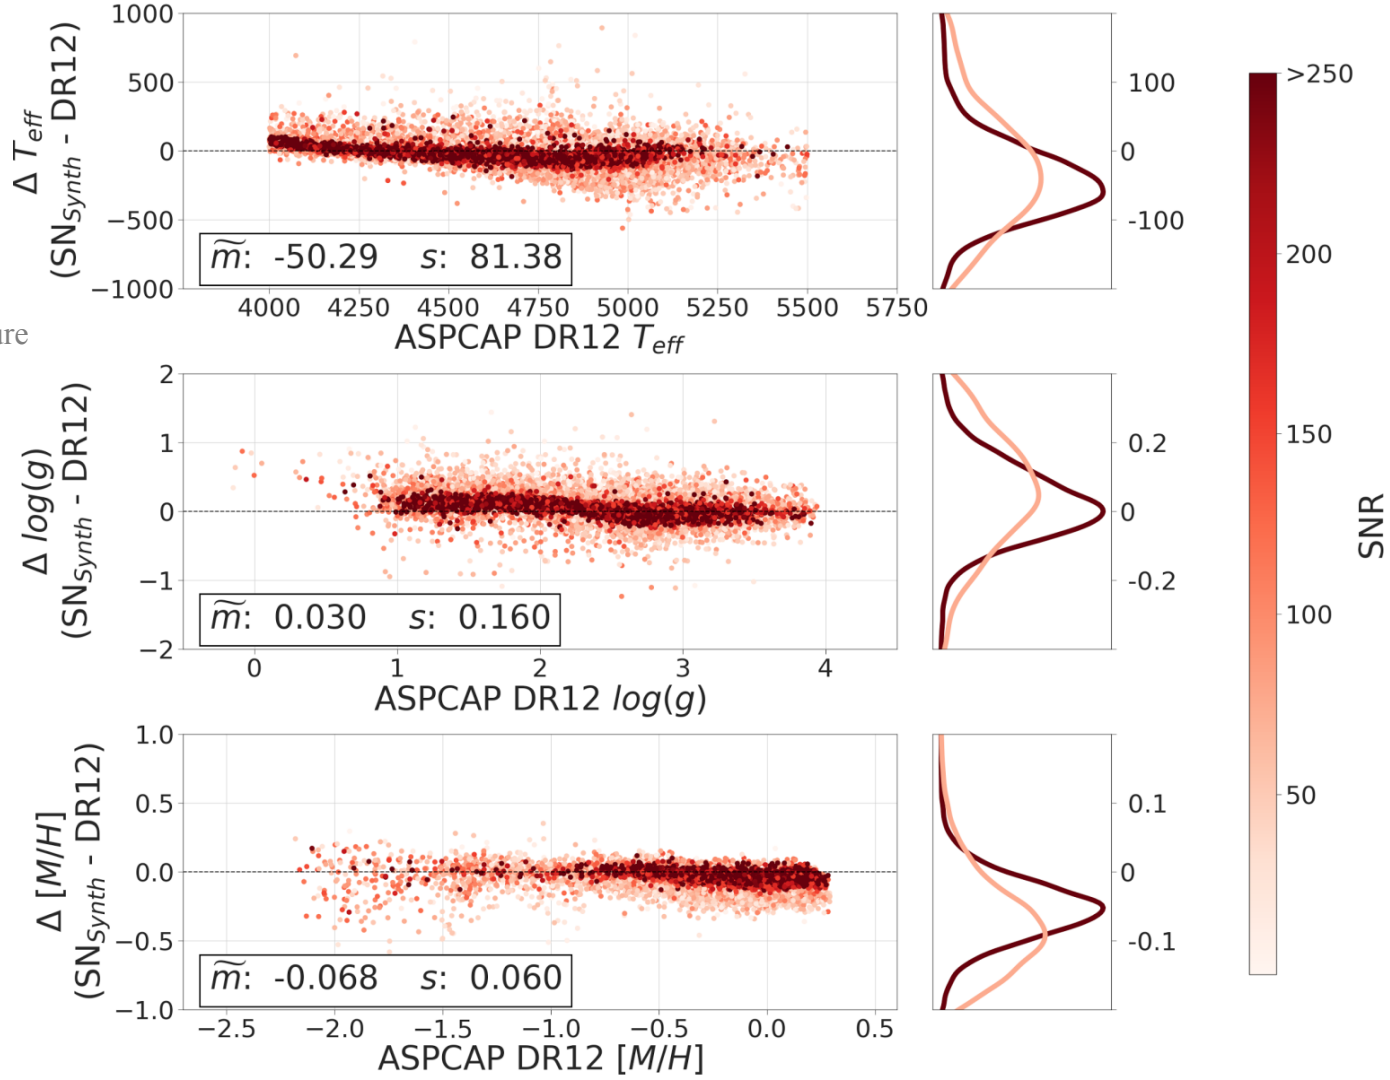 1000
500
0
−500
−1000
Δ Teff
(SNSynth - DR12)
m̃: -50.29 s: 81.38
4000 4250 4500 4750 5000 5250 5500 5750
ASPCAP DR12 Teff
100
0
-100
ure
2
1
0
−1
−2
Δ log(g)
(SNSynth - DR12)
m̃: 0.030 s: 0.160
0 1 2 3 4
ASPCAP DR12 log(g)
0.2
0
-0.2
1.0
0.5
0.0
−0.5
−1.0
Δ [M/H]
(SNSynth - DR12)
m̃: -0.068 s: 0.060
−2.5 −2.0 −1.5 −1.0 −0.5 0.0 0.5
ASPCAP DR12 [M/H]
0.1
0
-0.1
>250
200
150
100
50
SNR